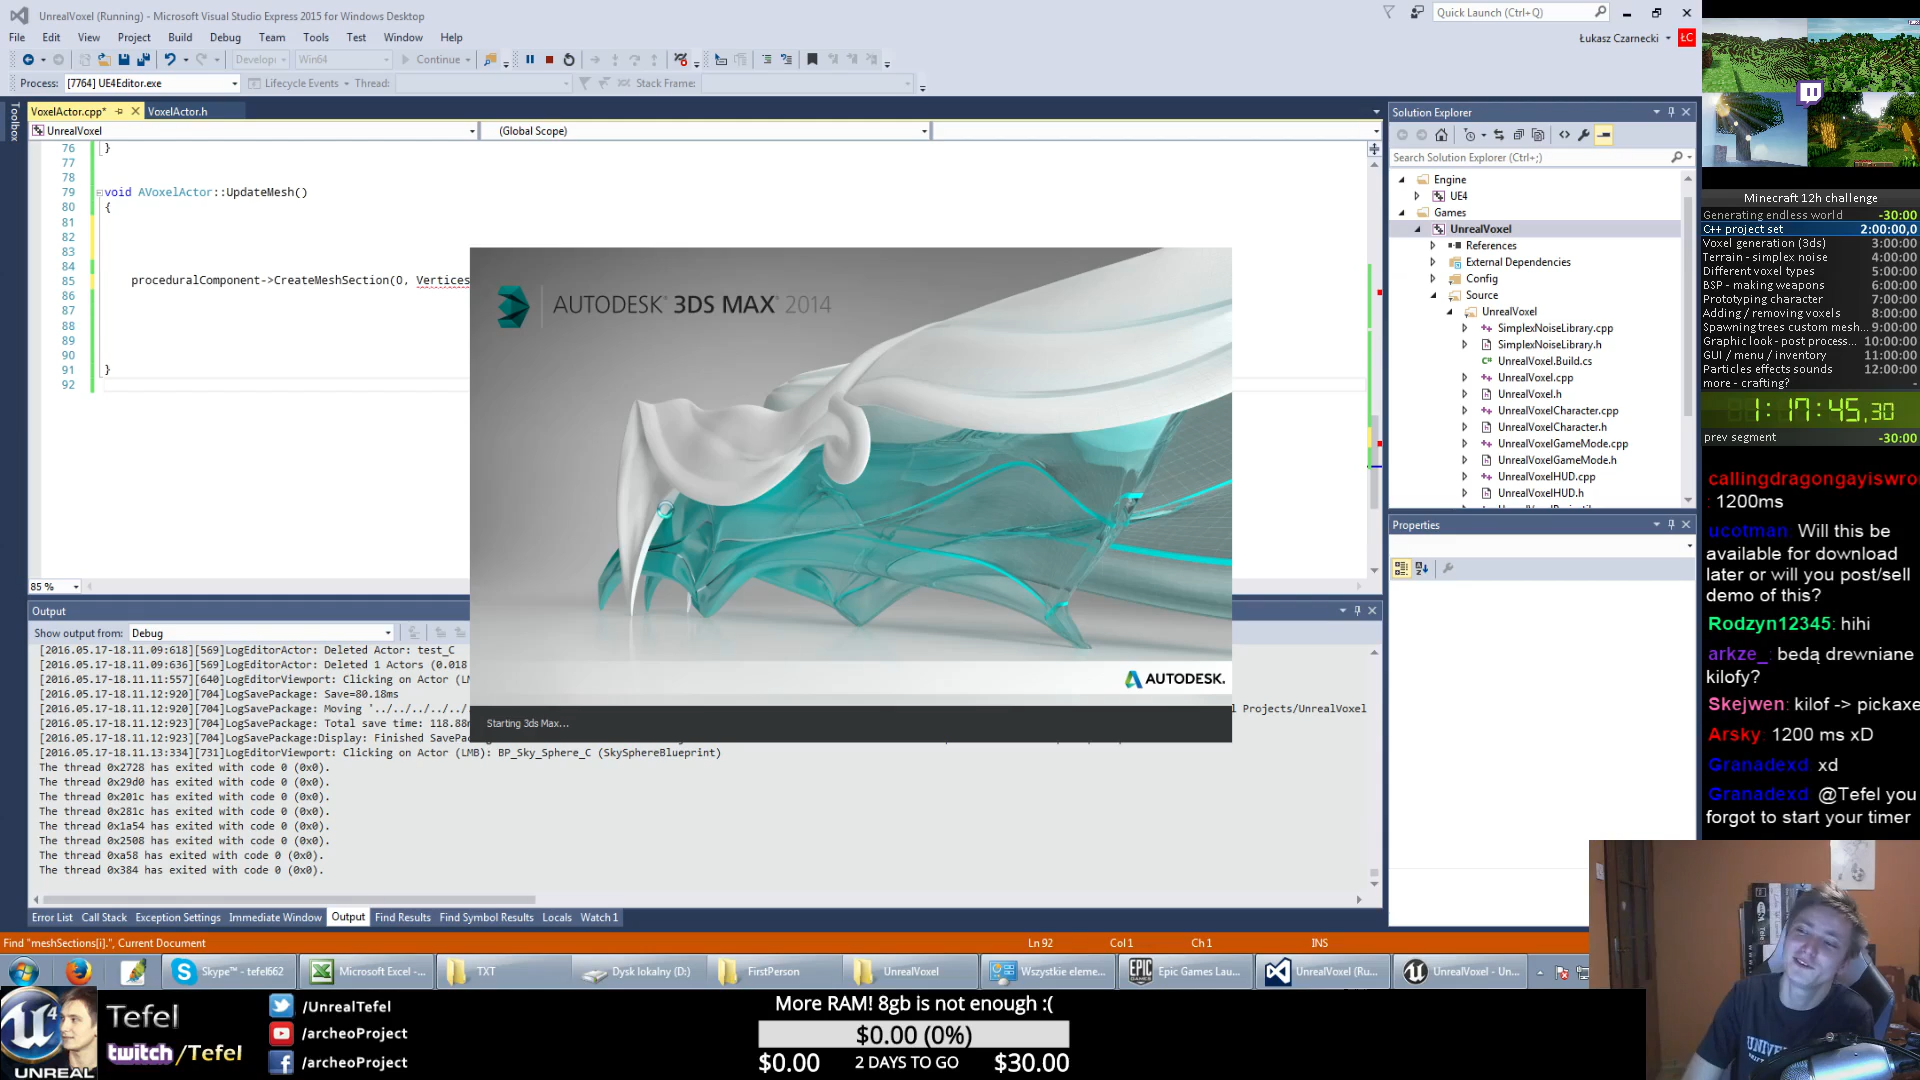 UnrealVoxel (Running) - Microsoft Visual Studio Express 2015 for Windows Desktop
Quick Launch (Ctrl+Q)
File Edit View Project Build Debug Team Tools Test Window Help
Łukasz Czarnecki ŁC
Develop Win64 Continue
Process: [7764] UE4Editor.exe Lifecycle Events Thread: Stack Frame:
Toolbox
VoxelActor.cpp* VoxelActor.h
UnrealVoxel (Global Scope)
76 }
77
78
79 void AVoxelActor::UpdateMesh()
80 {
81
82
83
84
85 proceduralComponent->CreateMeshSection(0, Vertices
86
87
88
89
90
91 }
92
85 %
AUTODESK® 3DS MAX® 2014
AUTODESK.
Starting 3ds Max...
Output
Show output from: Debug
[2016.05.17-18.11.09:618][569]LogEditorActor: Deleted Actor: test_C
[2016.05.17-18.11.09:636][569]LogEditorActor: Deleted 1 Actors (0.018
[2016.05.17-18.11.11:557][640]LogEditorViewport: Clicking on Actor (LM
[2016.05.17-18.11.12:920][704]LogSavePackage: Save=80.18ms
[2016.05.17-18.11.12:920][704]LogSavePackage: Moving '../../../../.. l Projects/UnrealVoxel
[2016.05.17-18.11.12:923][704]LogSavePackage: Total save time: 118.88m
[2016.05.17-18.11.12:923][704]LogSavePackage:Display: Finished SavePac
[2016.05.17-18.11.13:334][731]LogEditorViewport: Clicking on Actor (LMB): BP_Sky_Sphere_C (SkySphereBlueprint)
The thread 0x2728 has exited with code 0 (0x0).
The thread 0x29d0 has exited with code 0 (0x0).
The thread 0x201c has exited with code 0 (0x0).
The thread 0x281c has exited with code 0 (0x0).
The thread 0x1a54 has exited with code 0 (0x0).
The thread 0x2508 has exited with code 0 (0x0).
The thread 0xa58 has exited with code 0 (0x0).
The thread 0x384 has exited with code 0 (0x0).
Error List Call Stack Exception Settings Immediate Window Output Find Results Find Symbol Results Locals Watch 1
Find "meshSections[i].", Current Document
Ln 92 Col 1 Ch 1 INS
Solution Explorer
Search Solution Explorer (Ctrl+;)
Engine
UE4
Games
UnrealVoxel
References
External Dependencies
Config
Source
UnrealVoxel
SimplexNoiseLibrary.cpp
SimplexNoiseLibrary.h
UnrealVoxel.Build.cs
UnrealVoxel.cpp
UnrealVoxel.h
UnrealVoxelCharacter.cpp
UnrealVoxelCharacter.h
UnrealVoxelGameMode.cpp
UnrealVoxelGameMode.h
UnrealVoxelHUD.cpp
UnrealVoxelHUD.h
Properties
Minecraft 12h challenge
Generating endless world -30:00
C++ project set 2:00:00,0
Voxel generation (3ds) 3:00:00
Terrain - simplex noise 4:00:00
Different voxel types 5:00:00
BSP - making weapons 6:00:00
Prototyping character 7:00:00
Adding / removing voxels 8:00:00
Spawning trees custom mesh... 9:00:00
Graphic look - post process... 10:00:00
GUI / menu / inventory 11:00:00
Particles effects sounds 12:00:00
more - crafting? -
1:17:45,30
prev segment -30:00
callingdragongayiswro
: 1200ms
ucotman: Will this be
available for download
later or will you post/sell
demo of this?
Rodzyn12345: hihi
arkze_: bedą drewniane
kilofy?
Skejwen: kilof -> pickaxe
Arsky: 1200 ms xD
Granadexd: xd
Granadexd: @Tefel you
forgot to start your timer
Skype™ - tefel662 Microsoft Excel -... TXT Dysk lokalny (D:) FirstPerson UnrealVoxel Wszystkie eleme... Epic Games Lau... UnrealVoxel (Ru... UnrealVoxel - Un...
Tefel
twitch/Tefel
UNREAL
/UnrealTefel
/archeoProject
/archeoProject
More RAM! 8gb is not enough :(
$0.00 (0%)
$0.00 2 DAYS TO GO $30.00